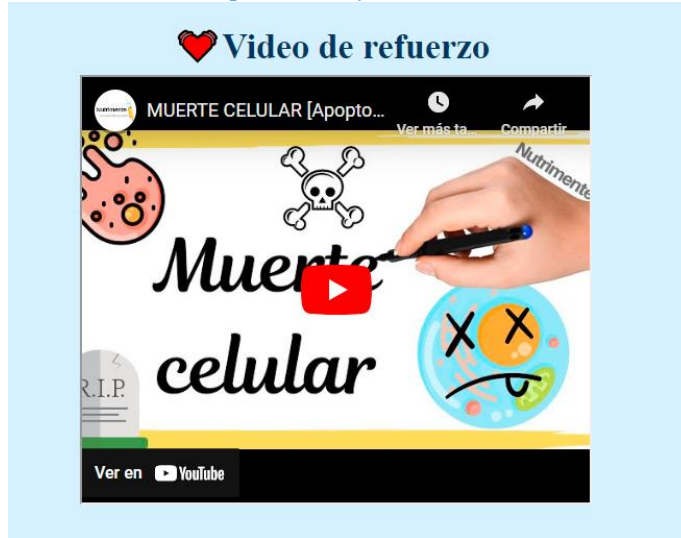 Video de refuerzo
MUERTE CELULAR [Apopto...
Ver más ta...
Compartir
Nutrimente
Muerte
celular
R.I.P.
Ver en YouTube